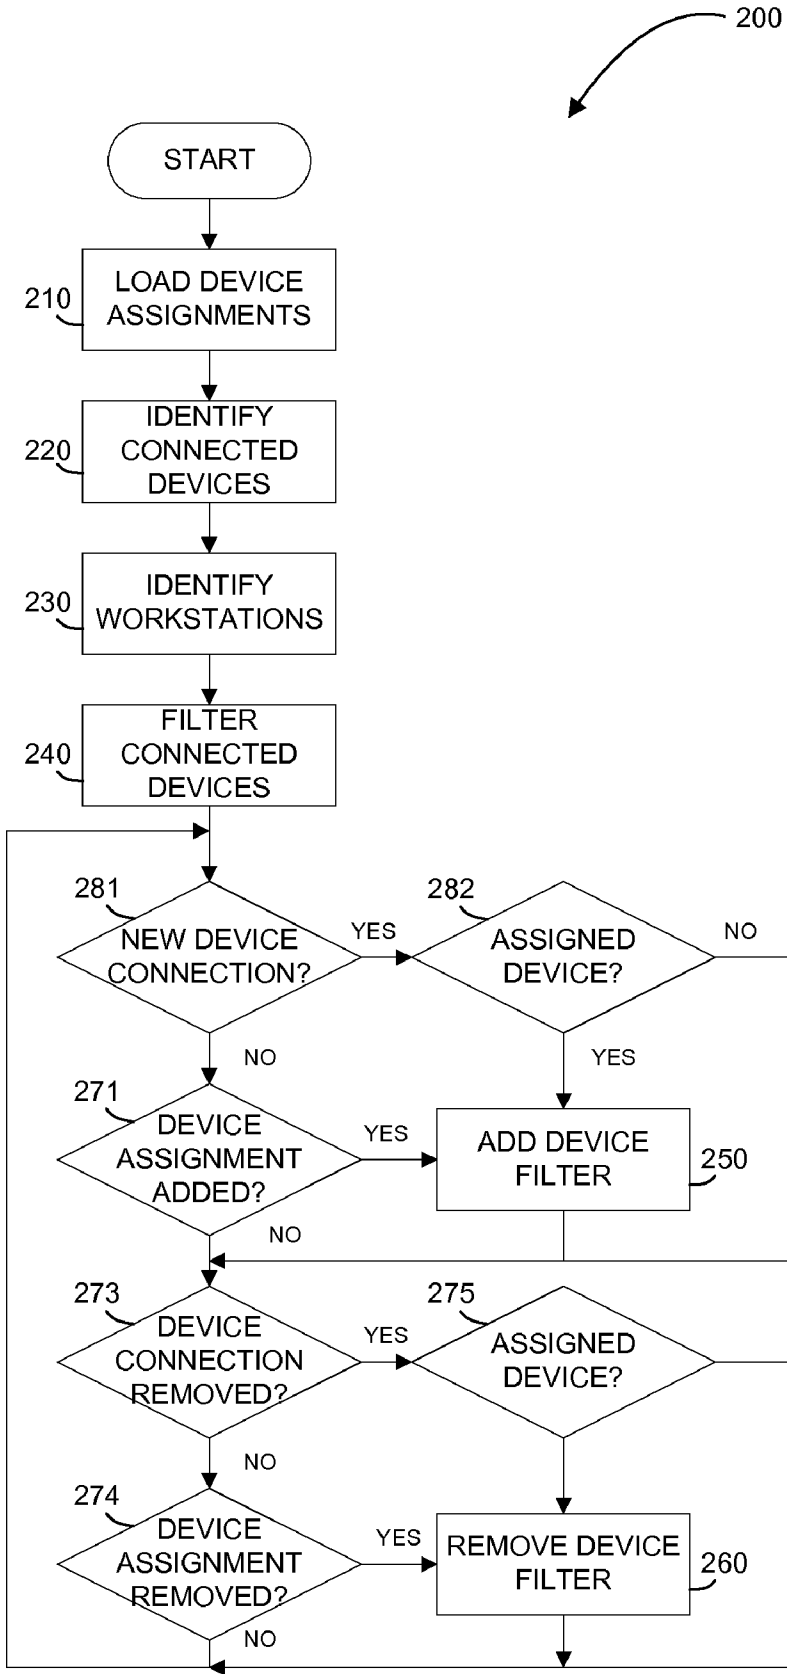 200
START
210
LOAD DEVICE
ASSIGNMENTS
220
IDENTIFY
CONNECTED
DEVICES
230
IDENTIFY
WORKSTATIONS
240
FILTER
CONNECTED
DEVICES
281
NEW DEVICE
CONNECTION?
YES
282
ASSIGNED
DEVICE?
NO
NO
YES
271
DEVICE
ASSIGNMENT
ADDED?
YES
ADD DEVICE
FILTER
250
NO
273
DEVICE
CONNECTION
REMOVED?
YES
275
ASSIGNED
DEVICE?
NO
274
DEVICE
ASSIGNMENT
REMOVED?
YES
REMOVE DEVICE
FILTER
260
NO